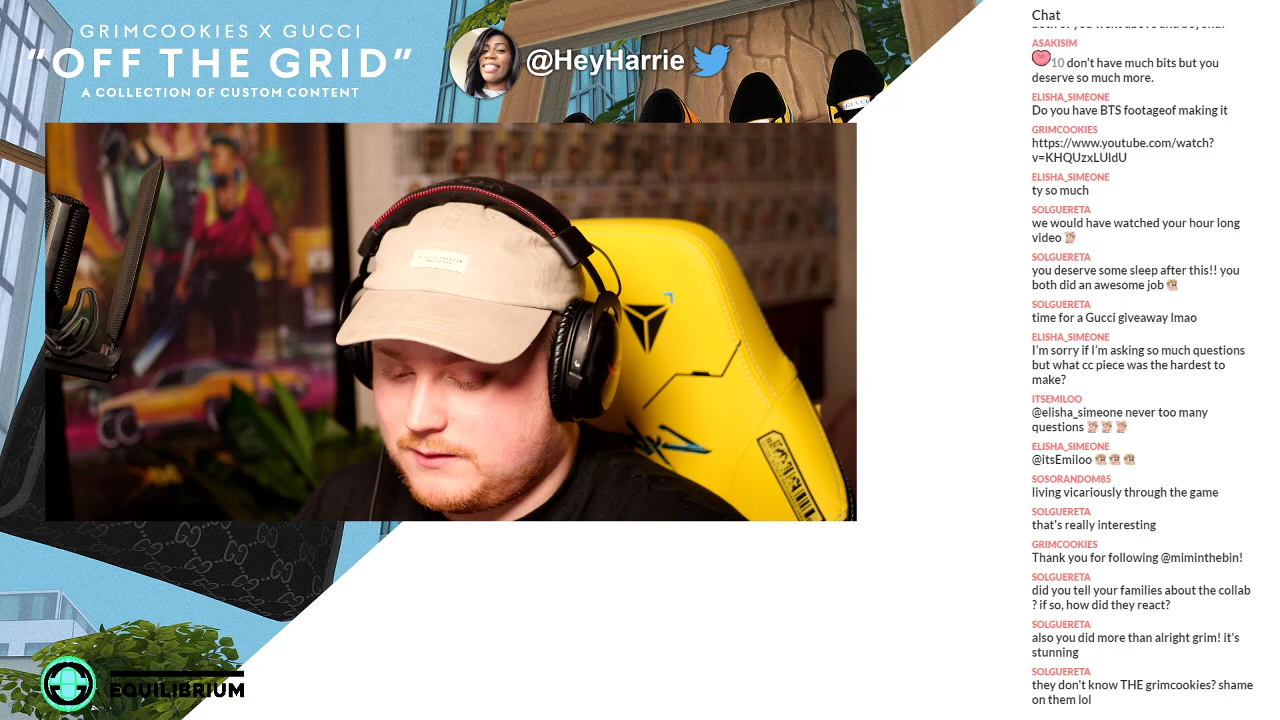 GRIMCOOKIES X GUCCI
“OFF THE GRID”
A COLLECTION OF CUSTOM CONTENT
@HeyHarrie
GUCCI
EQUILIBRIUM
Chat
ASAKISIM
10 don't have much bits but you
deserve so much more.
ELISHA_SIMEONE
Do you have BTS footageof making it
GRIMCOOKIES
https://www.youtube.com/watch?
v=KHQUzxLUIdU
ELISHA_SIMEONE
ty so much
SOLGUERETA
we would have watched your hour long
video
SOLGUERETA
you deserve some sleep after this!! you
both did an awesome job
SOLGUERETA
time for a Gucci giveaway lmao
ELISHA_SIMEONE
I'm sorry if I'm asking so much questions
but what cc piece was the hardest to
make?
ITSEMILOO
@elisha_simeone never too many
questions
ELISHA_SIMEONE
@itsEmiloo
SOSORANDOM85
living vicariously through the game
SOLGUERETA
that's really interesting
GRIMCOOKIES
Thank you for following @miminthebin!
SOLGUERETA
did you tell your families about the collab
? if so, how did they react?
SOLGUERETA
also you did more than alright grim! it's
stunning
SOLGUERETA
they don't know THE grimcookies? shame
on them lol